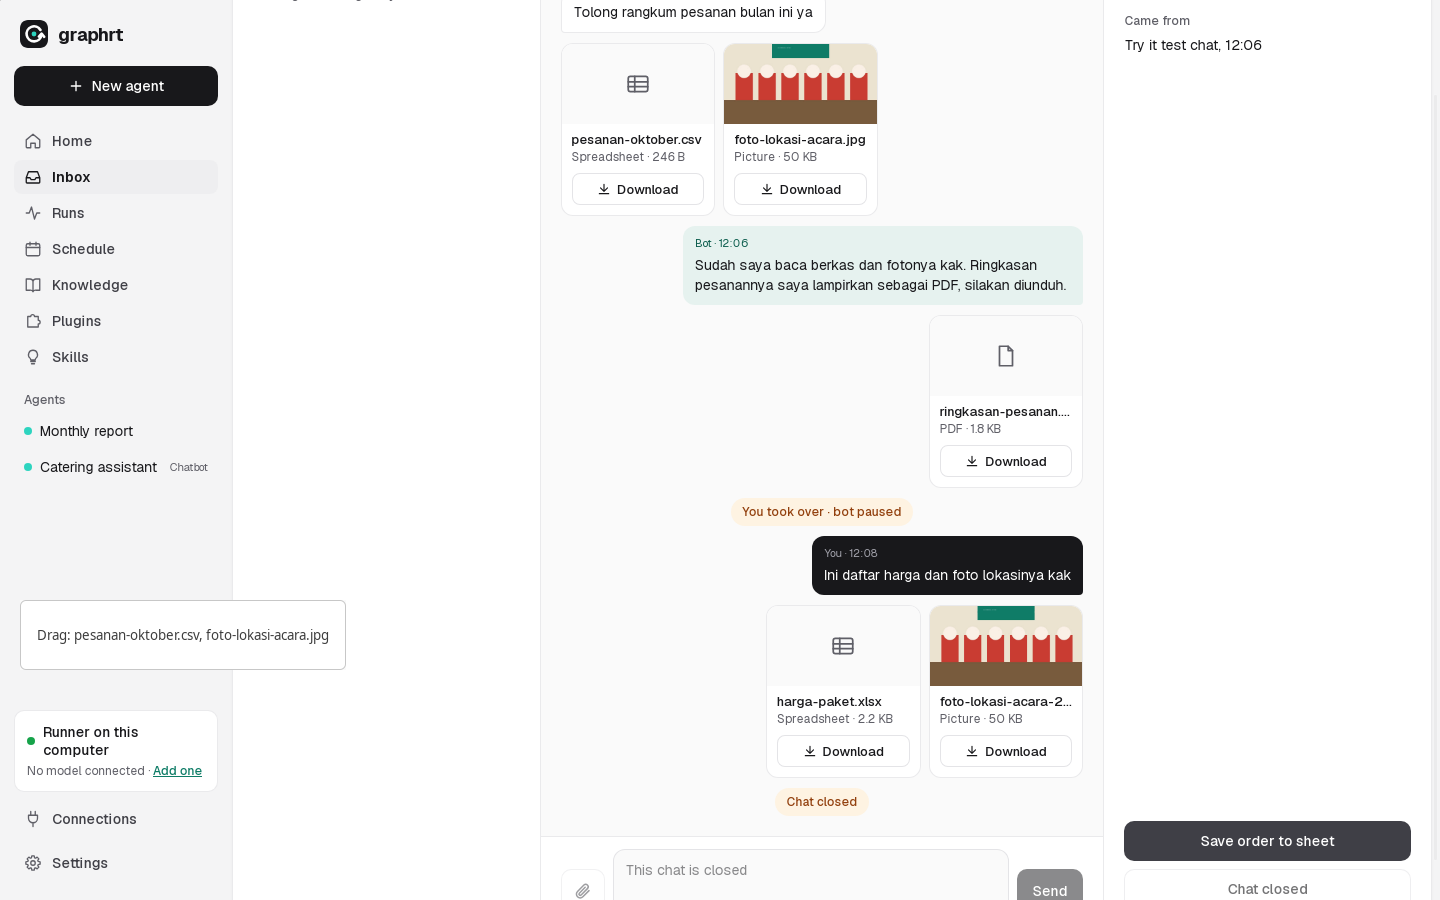 graphrt
New agent
Home
Inbox
Runs
Schedule
Knowledge
Plugins
Skills
Agents
Monthly report
Catering assistant Chatbot
Drag: pesanan-oktober.csv, foto-lokasi-acara.jpg
Runner on this
computer
No model connected · Add one
Connections
Settings
Tolong rangkum pesanan bulan ini ya
pesanan-oktober.csv
Spreadsheet · 246 B
Download
foto-lokasi-acara.jpg
Picture · 50 KB
Download
Bot · 12:06
Sudah saya baca berkas dan fotonya kak. Ringkasan
pesanannya saya lampirkan sebagai PDF, silakan diunduh.
ringkasan-pesanan....
PDF · 1.8 KB
Download
You took over · bot paused
You · 12:08
Ini daftar harga dan foto lokasinya kak
harga-paket.xlsx
Spreadsheet · 2.2 KB
Download
foto-lokasi-acara-2...
Picture · 50 KB
Download
Chat closed
This chat is closed
Send
Came from
Try it test chat, 12:06
Save order to sheet
Chat closed